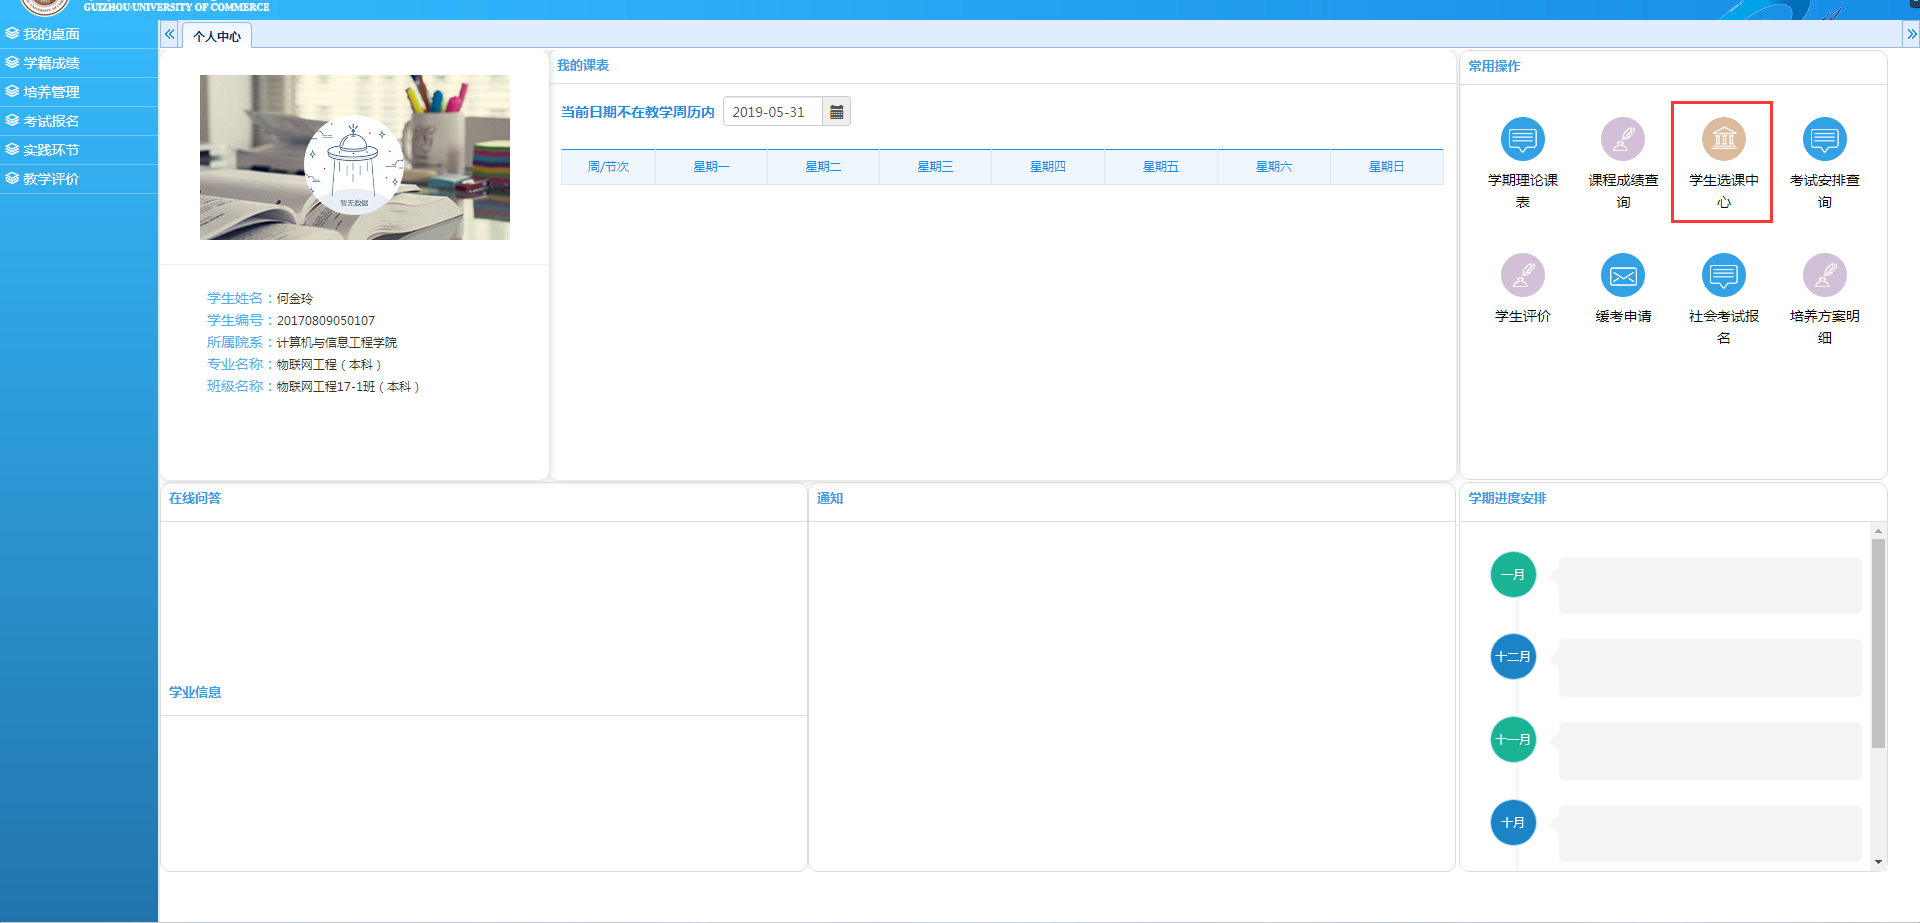 GUIZHOU UNIVERSITY OF COMMERCE
我的桌面
学籍成绩
培养管理
考试报名
实践环节
教学评价
个人中心
暂无数据
学生姓名：何金玲
学生编号：20170809050107
所属院系：计算机与信息工程学院
专业名称：物联网工程（本科）
班级名称：物联网工程17-1班（本科）
我的课表
当前日期不在教学周历内 2019-05-31
周/节次 星期一 星期二 星期三 星期四 星期五 星期六 星期日
常用操作
学期理论课
表
课程成绩查
询
学生选课中
心
考试安排查
询
学生评价
缓考申请
社会考试报
名
培养方案明
细
在线问答
学业信息
通知
学期进度安排
一月
十二月
十一月
十月